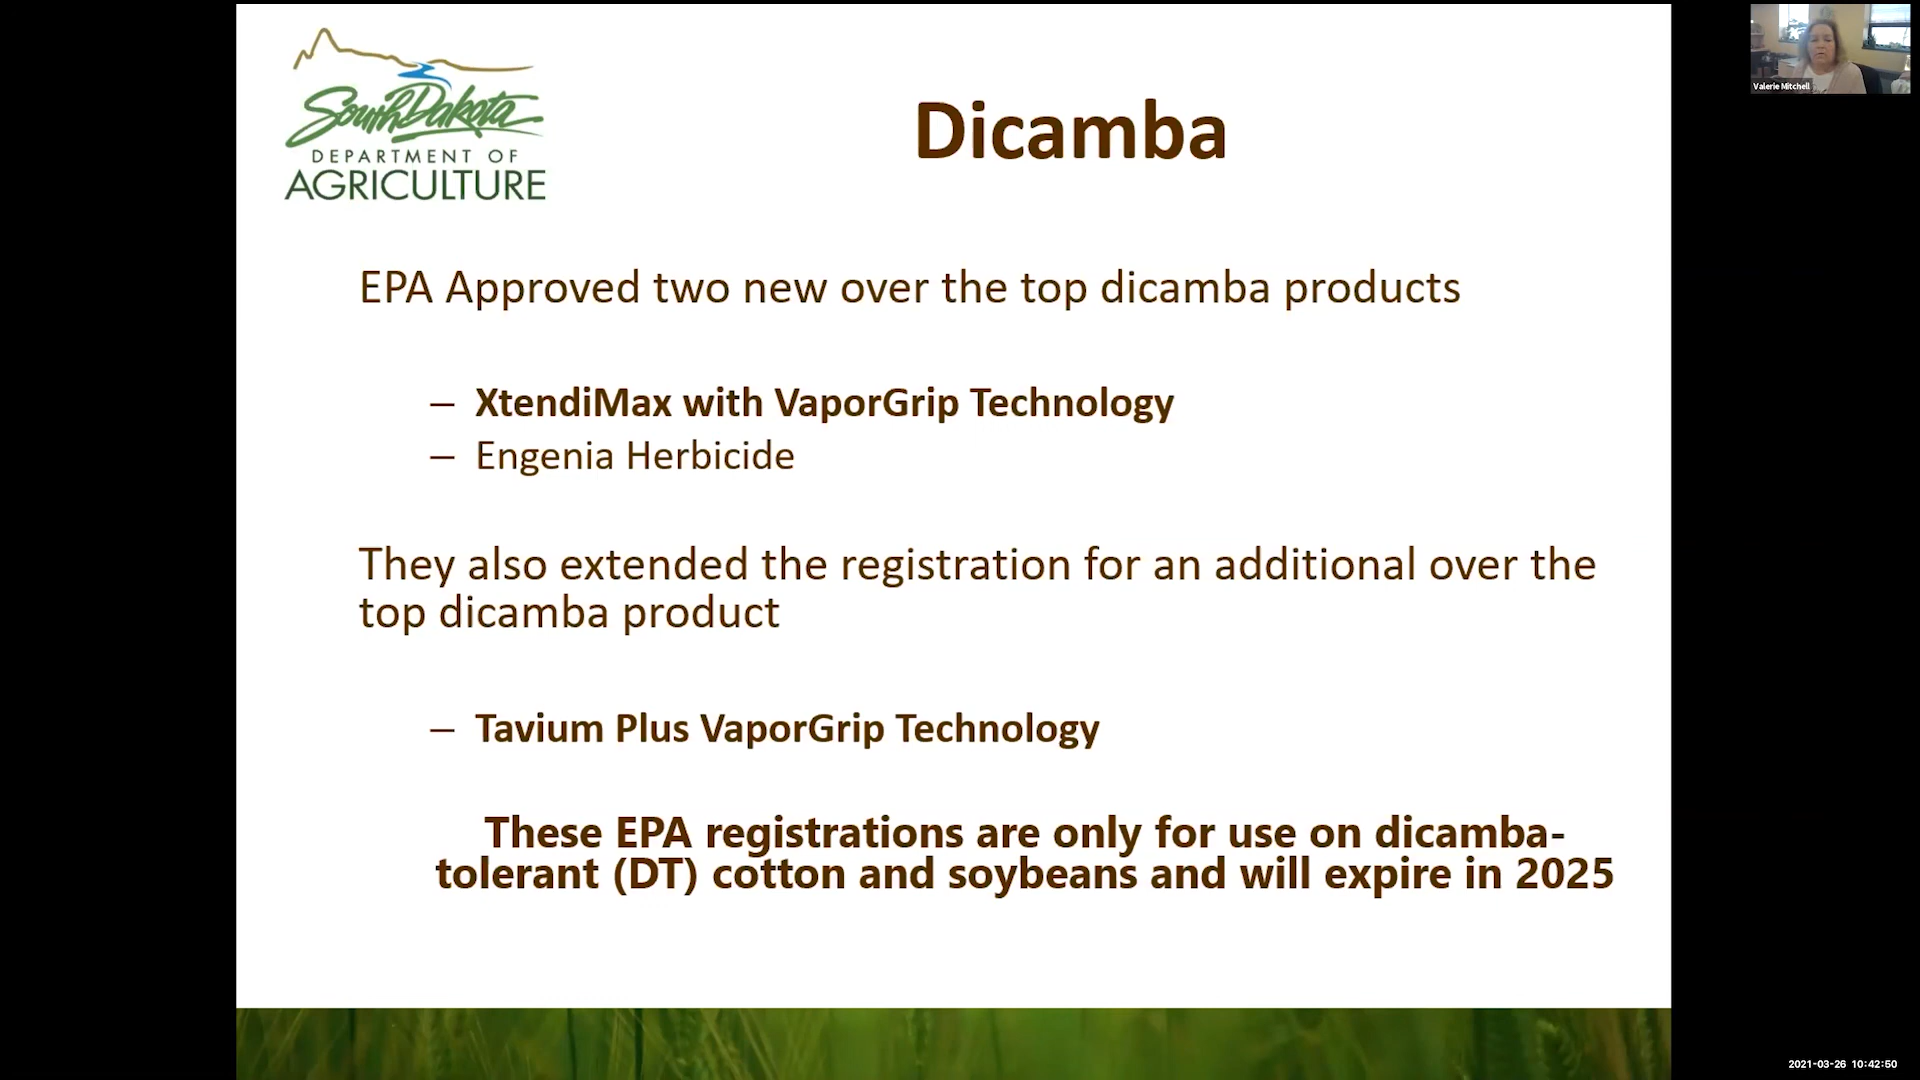 South Dakota
DEPARTMENT OF
AGRICULTURE
Dicamba
EPA Approved two new over the top dicamba products
– XtendiMax with VaporGrip Technology
– Engenia Herbicide
They also extended the registration for an additional over the
top dicamba product
– Tavium Plus VaporGrip Technology
These EPA registrations are only for use on dicamba-
tolerant (DT) cotton and soybeans and will expire in 2025
Valerie Mitchell
2021-03-26 10:42:50